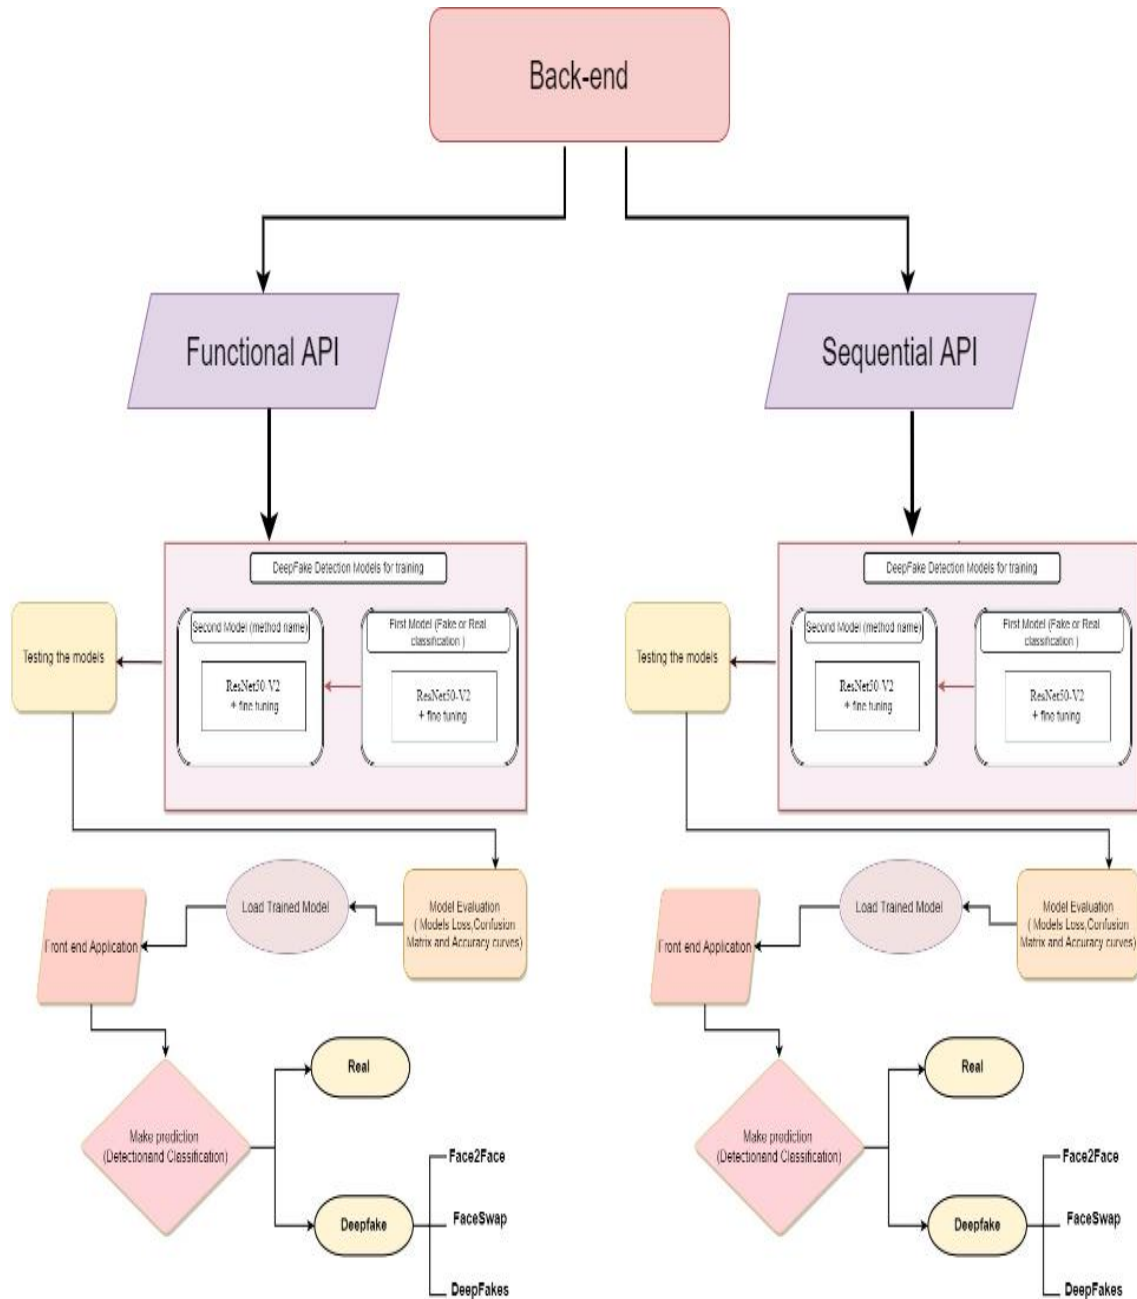 Back-end
Functional API
Sequential API
DeepFake Detection Models for training
Second Model (method name)
First Model (Fake or Real
classification )
Testing the models
ResNet50-V2
+ fine tuning
ResNet50-V2
+ fine tuning
Load Trained Model
Model Evaluation
( Models Loss,Confusion
Matrix and Accuracy curves)
Front end Application
Real
Make prediction
(Detectionand Classification)
Face2Face
Deepfake
FaceSwap
DeepFakes
DeepFake Detection Models for training
Second Model (method name)
First Model (Fake or Real
classification )
Testing the models
ResNet50-V2
+ fine tuning
ResNet50-V2
+ fine tuning
Load Trained Model
Model Evaluation
( Models Loss,Confusion
Matrix and Accuracy curves)
Front end Application
Real
Make prediction
(Detectionand Classification)
Face2Face
Deepfake
FaceSwap
DeepFakes